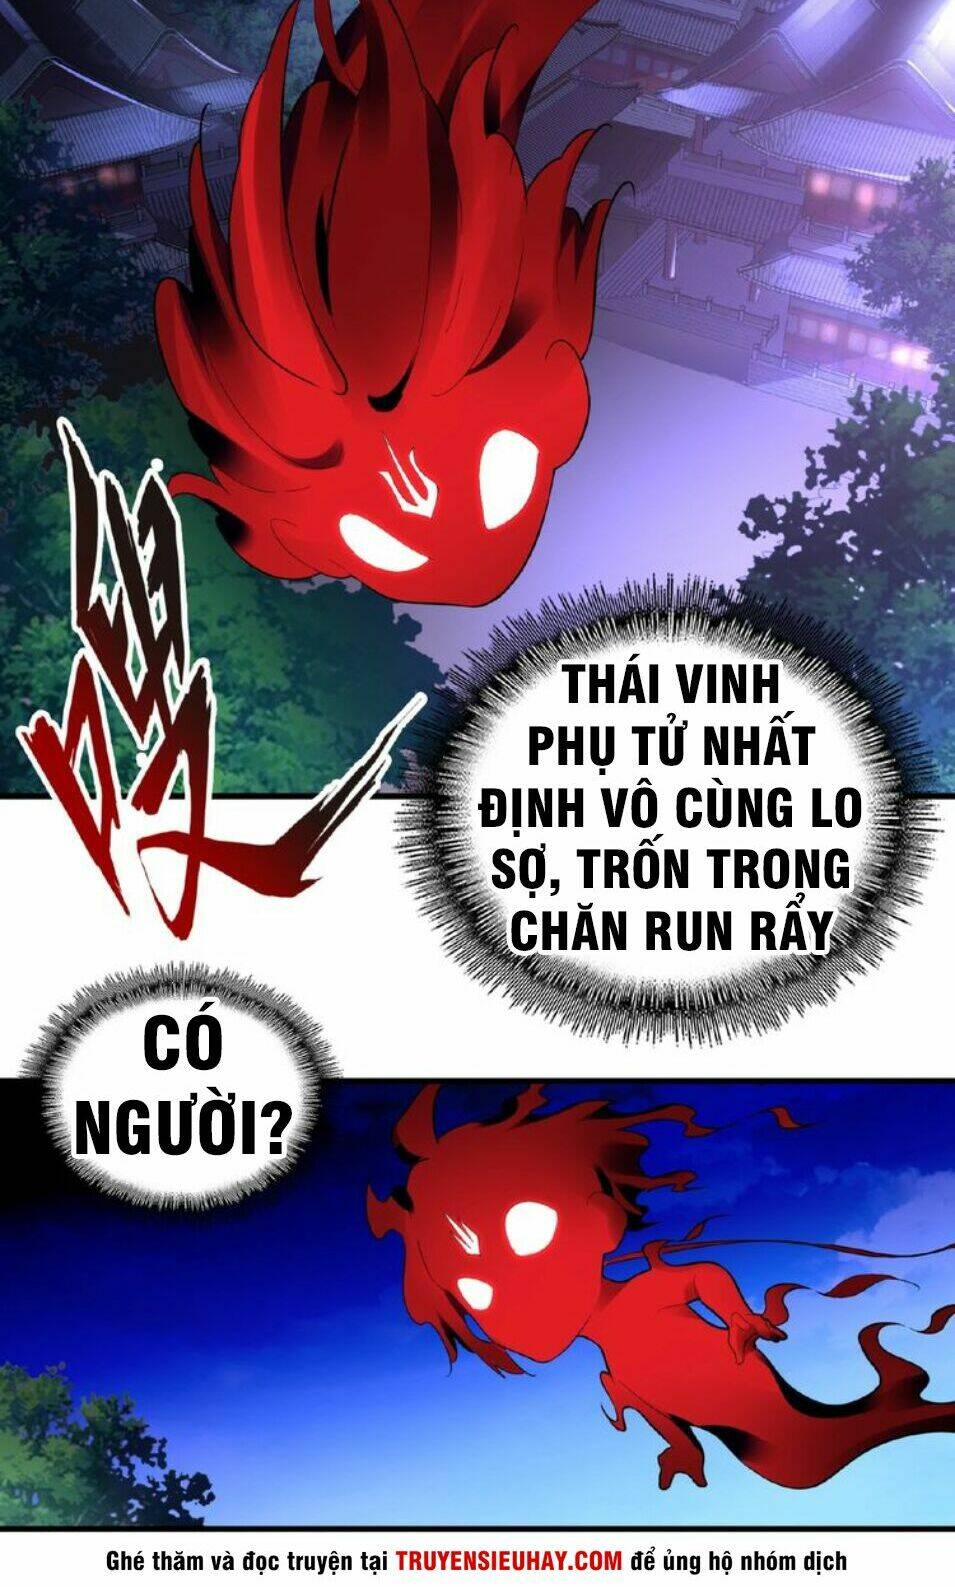 THÁI VINH
PHỤ TỬ NHẤT
ĐỊNH VÔ CÙNG LO
SỢ, TRỐN TRONG
CHĂN RUN RẨY
CÓ
NGƯỜI?
Ghé thăm và đọc truyện tại TRUYENSIEUHAY.COM để ủng hộ nhóm dịch